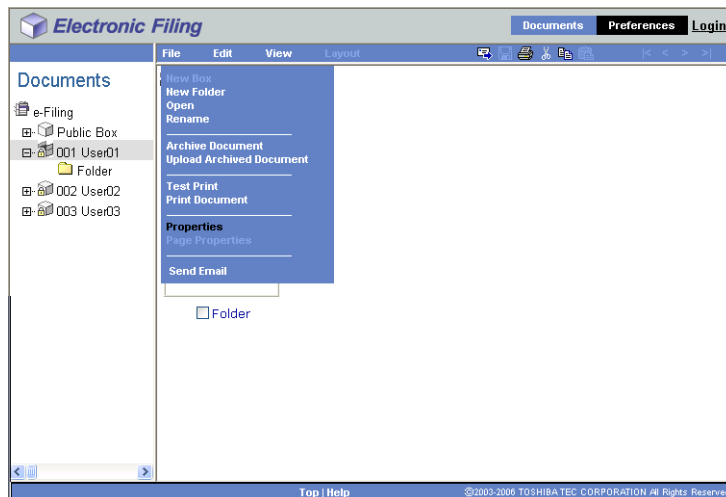 Electronic Filing
Documents Preferences Login
File Edit View Layout |< < > >|
Documents
e-Filing
Public Box
001 User01
Folder
002 User02
003 User03
New Box
New Folder
Open
Rename
Archive Document
Upload Archived Document
Test Print
Print Document
Properties
Page Properties
Send Email
Folder
Top | Help ©2003-2006 TOSHIBA TEC CORPORATION All Rights Reserve